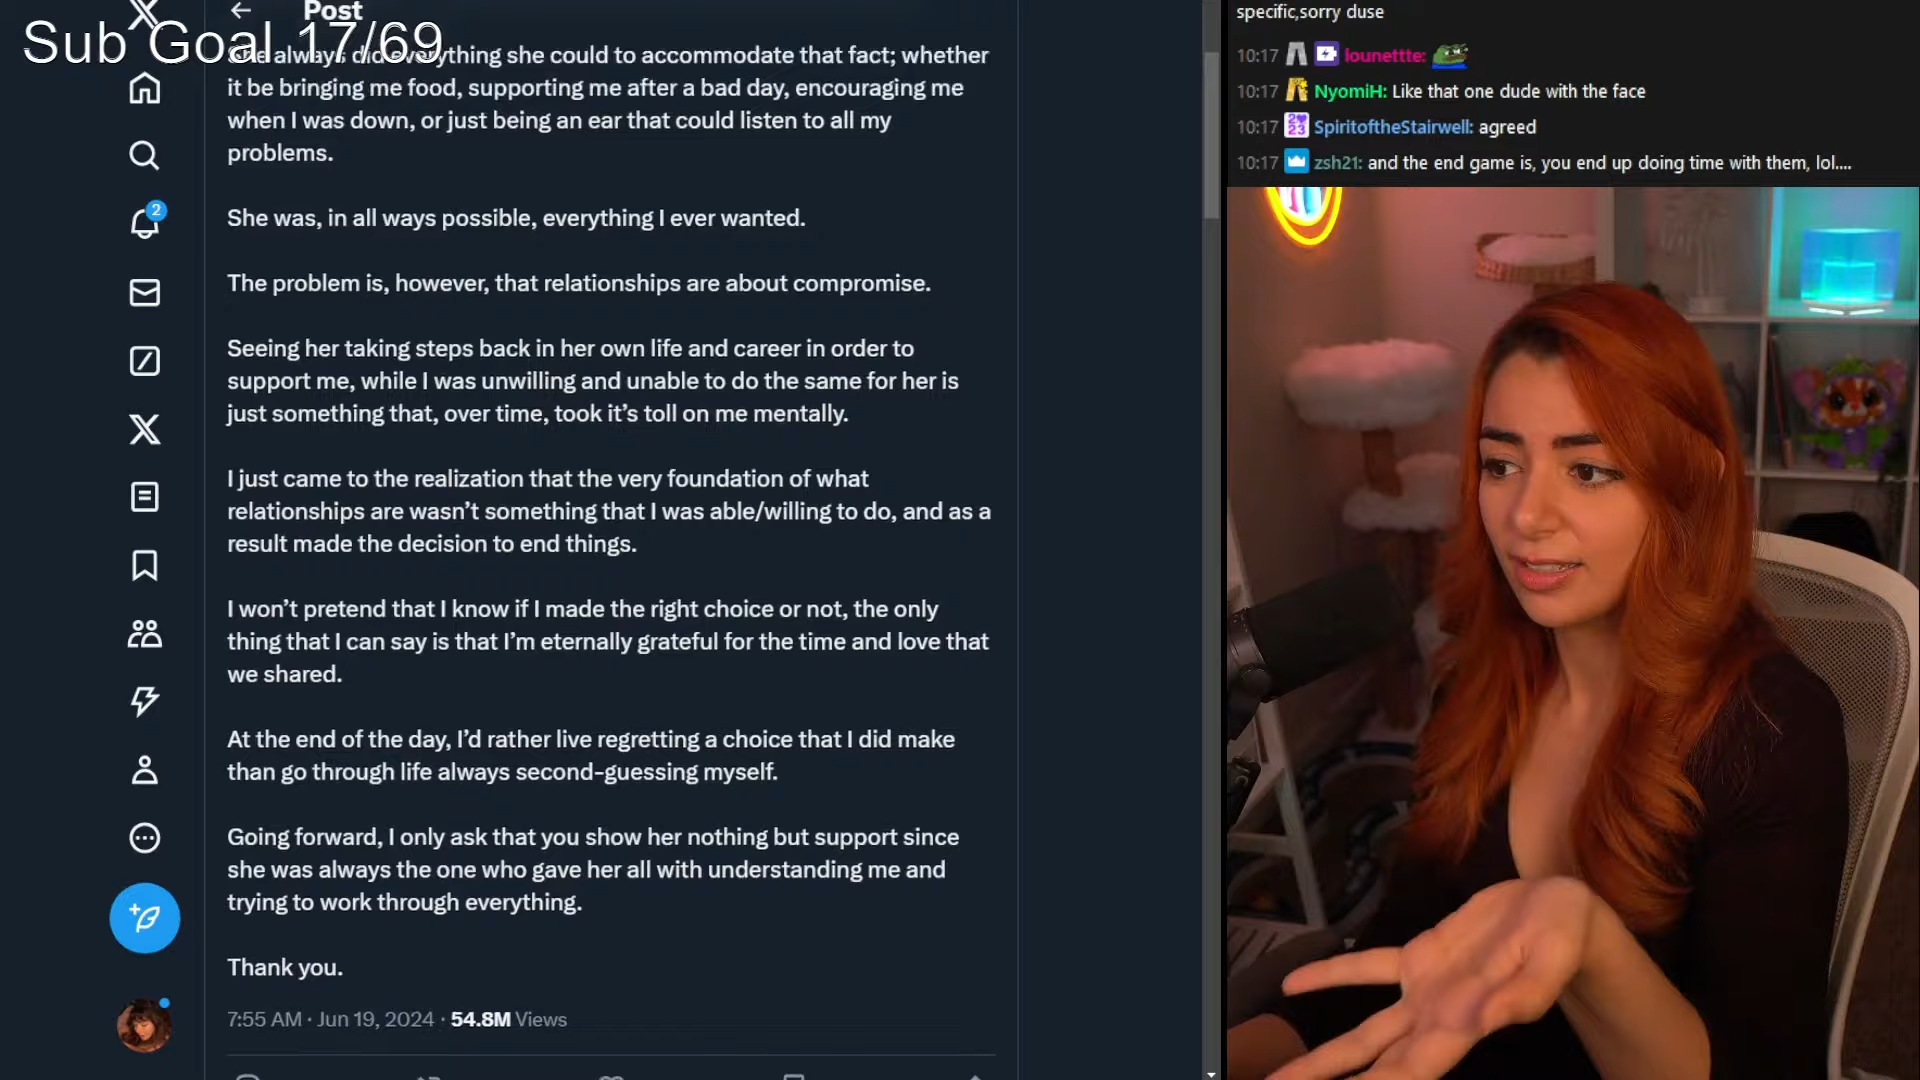 Post
Sub Goal 17/69
She always did everything she could to accommodate that fact; whether
it be bringing me food, supporting me after a bad day, encouraging me
when I was down, or just being an ear that could listen to all my
problems.
She was, in all ways possible, everything I ever wanted.
The problem is, however, that relationships are about compromise.
Seeing her taking steps back in her own life and career in order to
support me, while I was unwilling and unable to do the same for her is
just something that, over time, took it’s toll on me mentally.
I just came to the realization that the very foundation of what
relationships are wasn’t something that I was able/willing to do, and as a
result made the decision to end things.
I won’t pretend that I know if I made the right choice or not, the only
thing that I can say is that I’m eternally grateful for the time and love that
we shared.
At the end of the day, I’d rather live regretting a choice that I did make
than go through life always second-guessing myself.
Going forward, I only ask that you show her nothing but support since
she was always the one who gave her all with understanding me and
trying to work through everything.
Thank you.
7:55 AM · Jun 19, 2024 · 54.8M Views
2
specific,sorry duse
10:17 lounettte:
10:17 NyomiH: Like that one dude with the face
10:17 2023 SpiritoftheStairwell: agreed
10:17 zsh21: and the end game is, you end up doing time with them, lol....